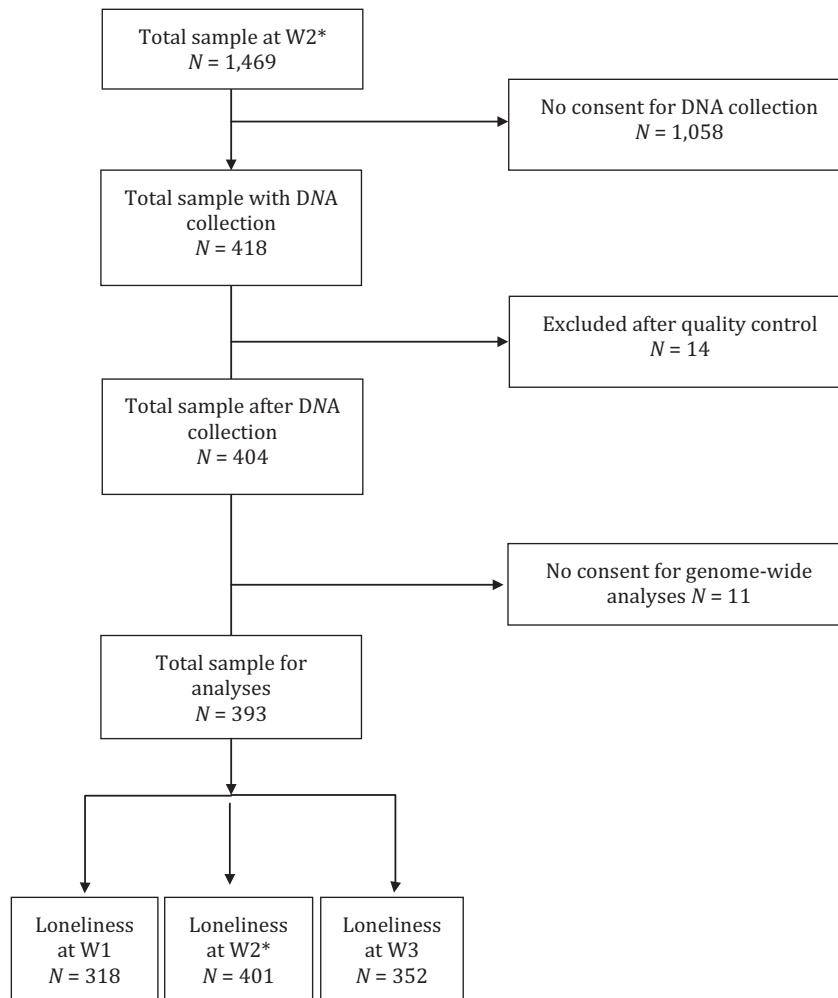 Total sample at W2*
N = 1,469
No consent for DNA collection
N = 1,058
Total sample with DNA
collection
N = 418
Excluded after quality control
N = 14
Total sample after DNA
collection
N = 404
No consent for genome-wide
analyses N = 11
Total sample for
analyses
N = 393
Loneliness
at W1
N = 318
Loneliness
at W2*
N = 401
Loneliness
at W3
N = 352